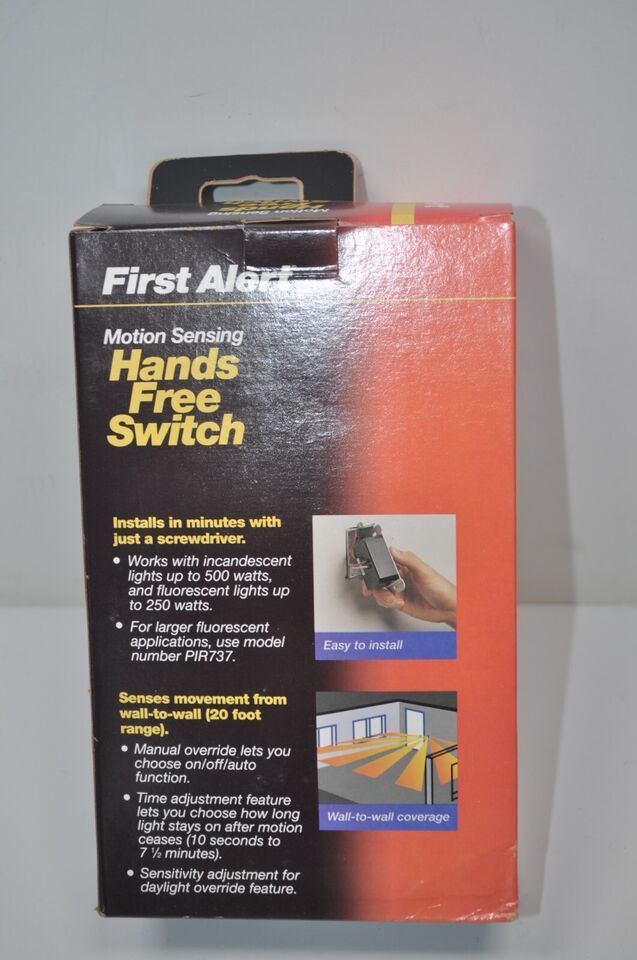 Motion Sensing
First Alert
Motion Sensing
Hands
Free
Switch
Installs in minutes with
just a screwdriver.
• Works with incandescent
lights up to 500 watts,
and fluorescent lights up
to 250 watts.
• For larger fluorescent
applications, use model
number PIR737.
Easy to install
Senses movement from
wall-to-wall (20 foot
range).
• Manual override lets you
choose on/off/auto
function.
• Time adjustment feature
lets you choose how long
light stays on after motion
ceases (10 seconds to
7 ½ minutes).
• Sensitivity adjustment for
daylight override feature.
Wall-to-wall coverage